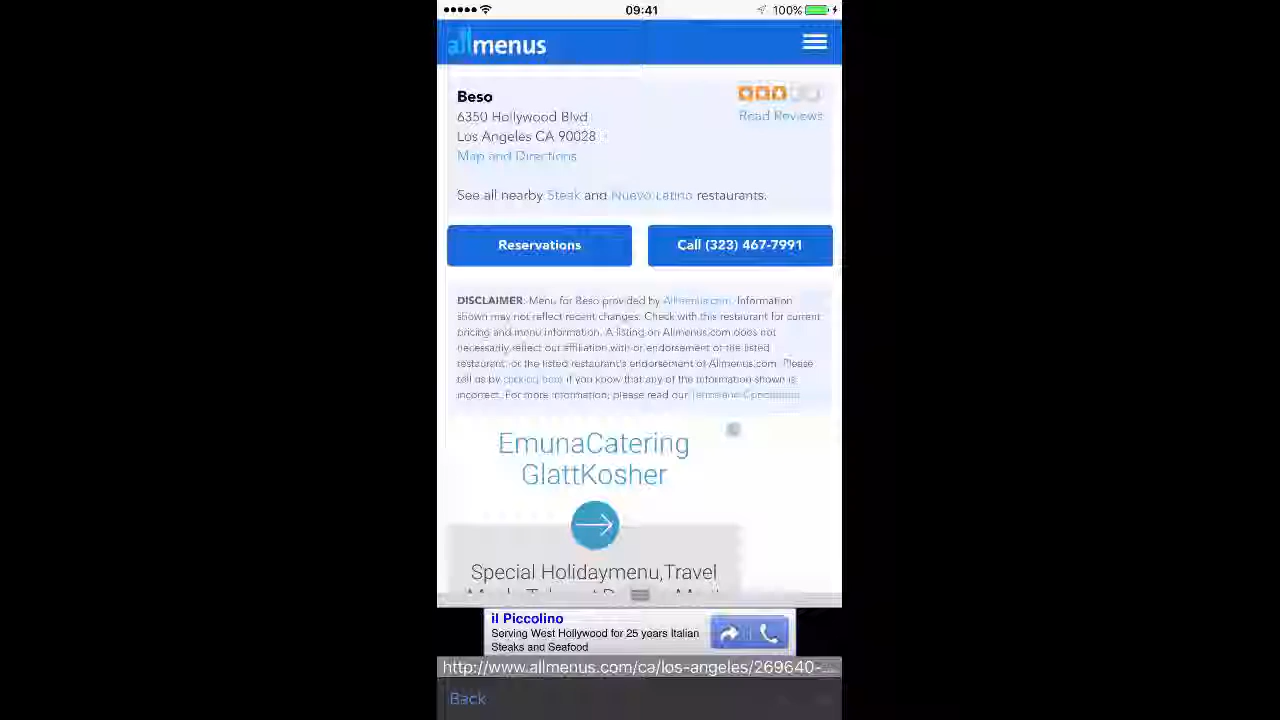 09:41
100%
allmenus
Beso
6350 Hollywood Blvd
Los Angeles CA 90028
Read Reviews
Map and Directions
See all nearby Steak and Nuevo Latino restaurants.
Reservations
Call (323) 467-7991
DISCLAIMER: Menu for Beso provided by Allmenus.com. Information
shown may not reflect recent changes. Check with this restaurant for current
pricing and menu information. A listing on Allmenus.com does not
necessarily reflect our affiliation with or endorsement of the listed
restaurant, or the listed restaurant's endorsement of Allmenus.com. Please
tell us by clicking here if you know that any of the information shown is
incorrect. For more information, please read our Terms and Conditions.
EmunaCatering
GlattKosher
Special Holidaymenu,Travel
il Piccolino
Serving West Hollywood for 25 years Italian
Steaks and Seafood
http://www.allmenus.com/ca/los-angeles/269640-...
Back